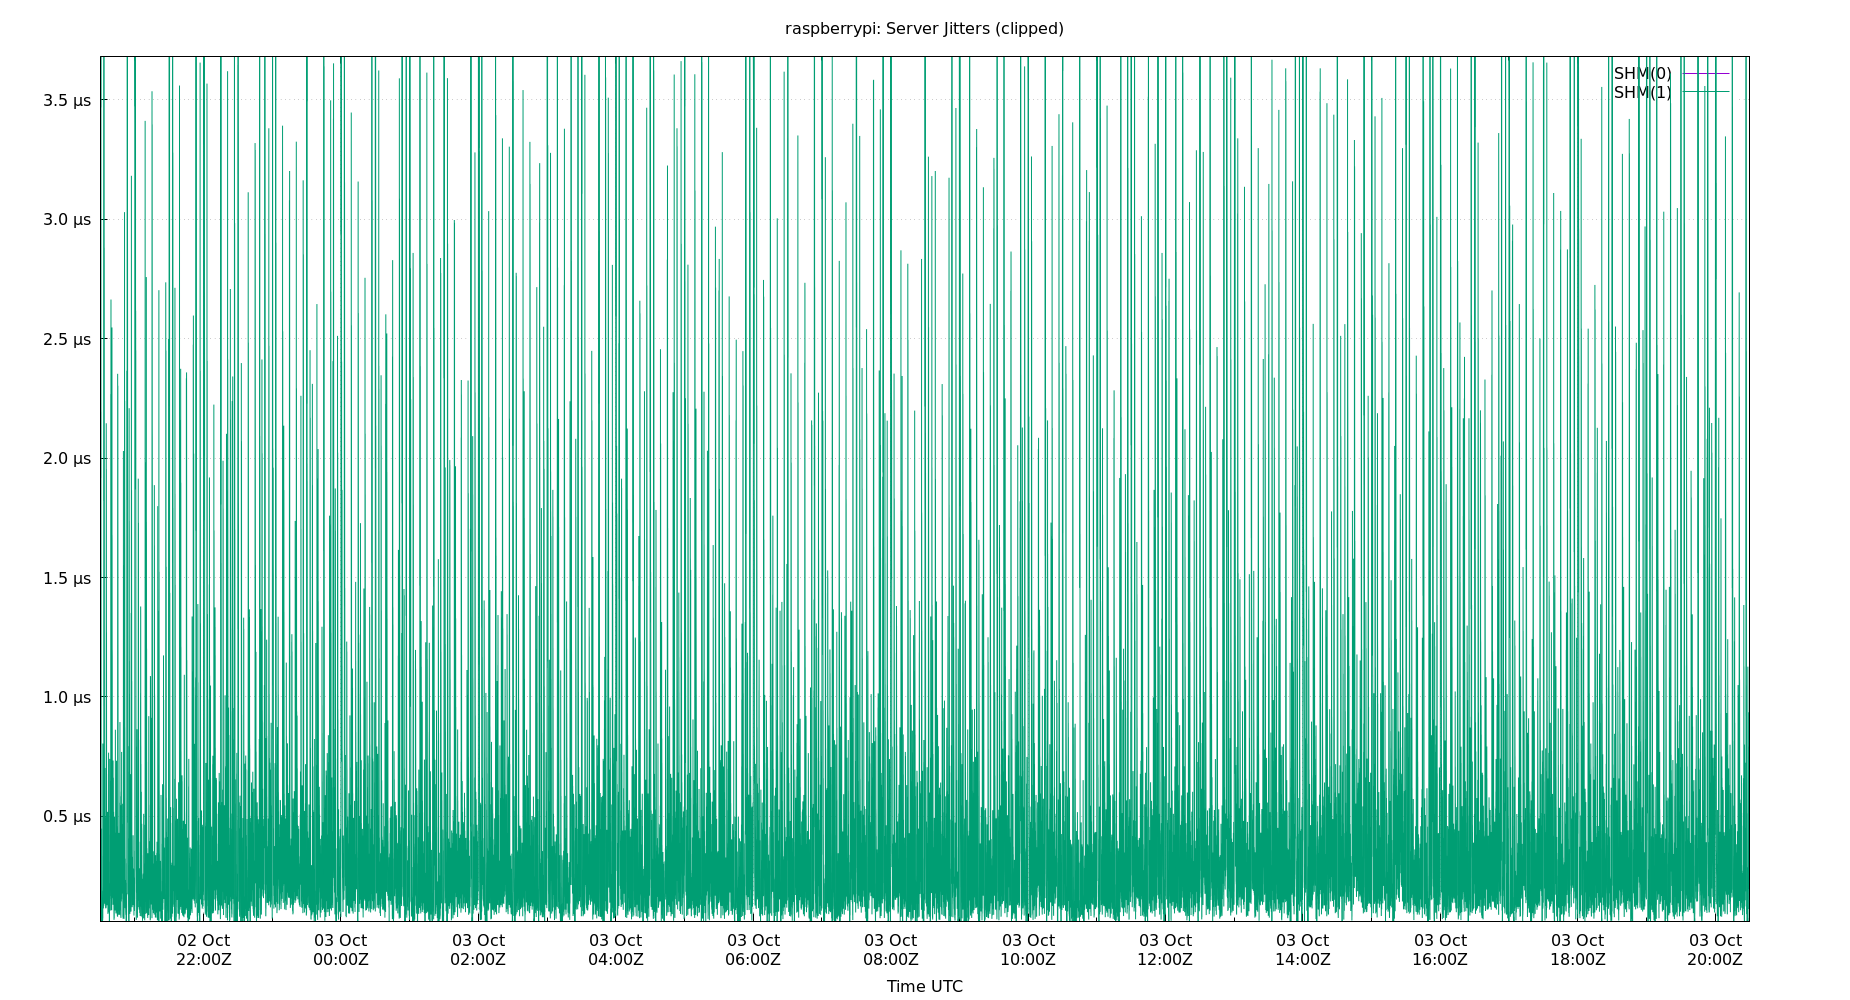 raspberrypi: Server Jitters (clipped)
SHM(0)
SHM(1)
3.5 µs
3.0 µs
2.5 µs
2.0 µs
1.5 µs
1.0 µs
0.5 µs
02 Oct 03 Oct 03 Oct 03 Oct 03 Oct 03 Oct 03 Oct 03 Oct 03 Oct 03 Oct 03 Oct 03 Oct
22:00Z 00:00Z 02:00Z 04:00Z 06:00Z 08:00Z 10:00Z 12:00Z 14:00Z 16:00Z 18:00Z 20:00Z
Time UTC